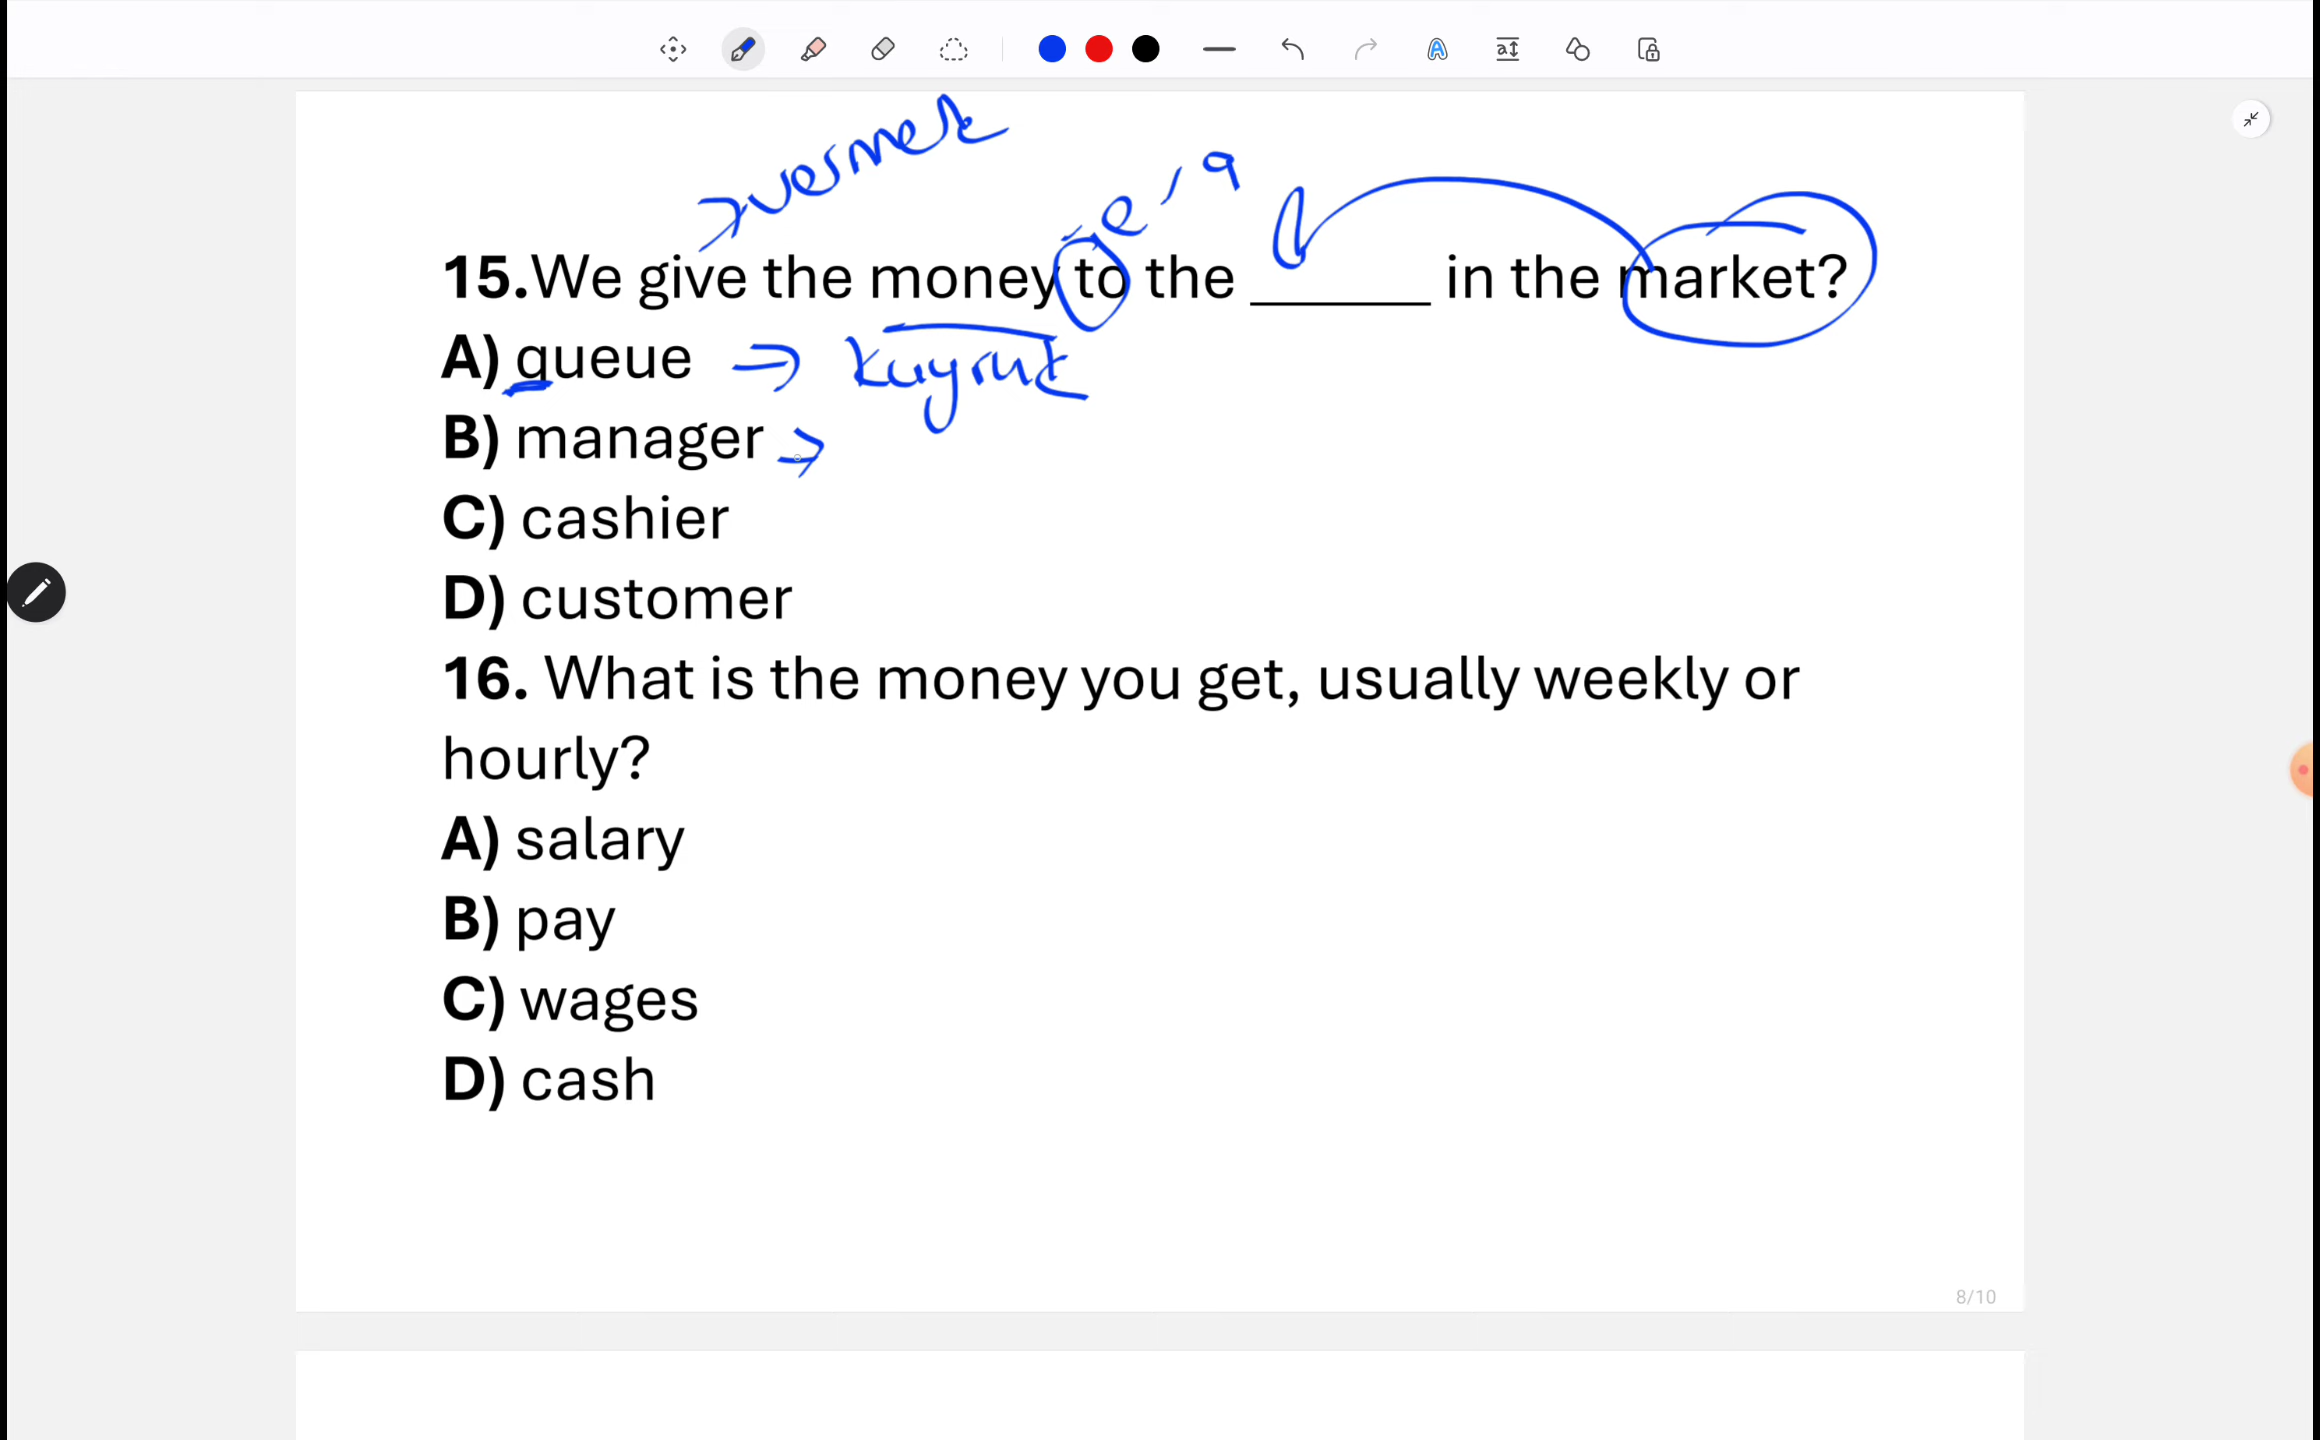 vermek
-e / a
15.We give the money to the ______ in the market?
A) queue ⇒ kuyruk
B) manager →
C) cashier
D) customer
16. What is the money you get, usually weekly or
hourly?
A) salary
B) pay
C) wages
D) cash
8/10